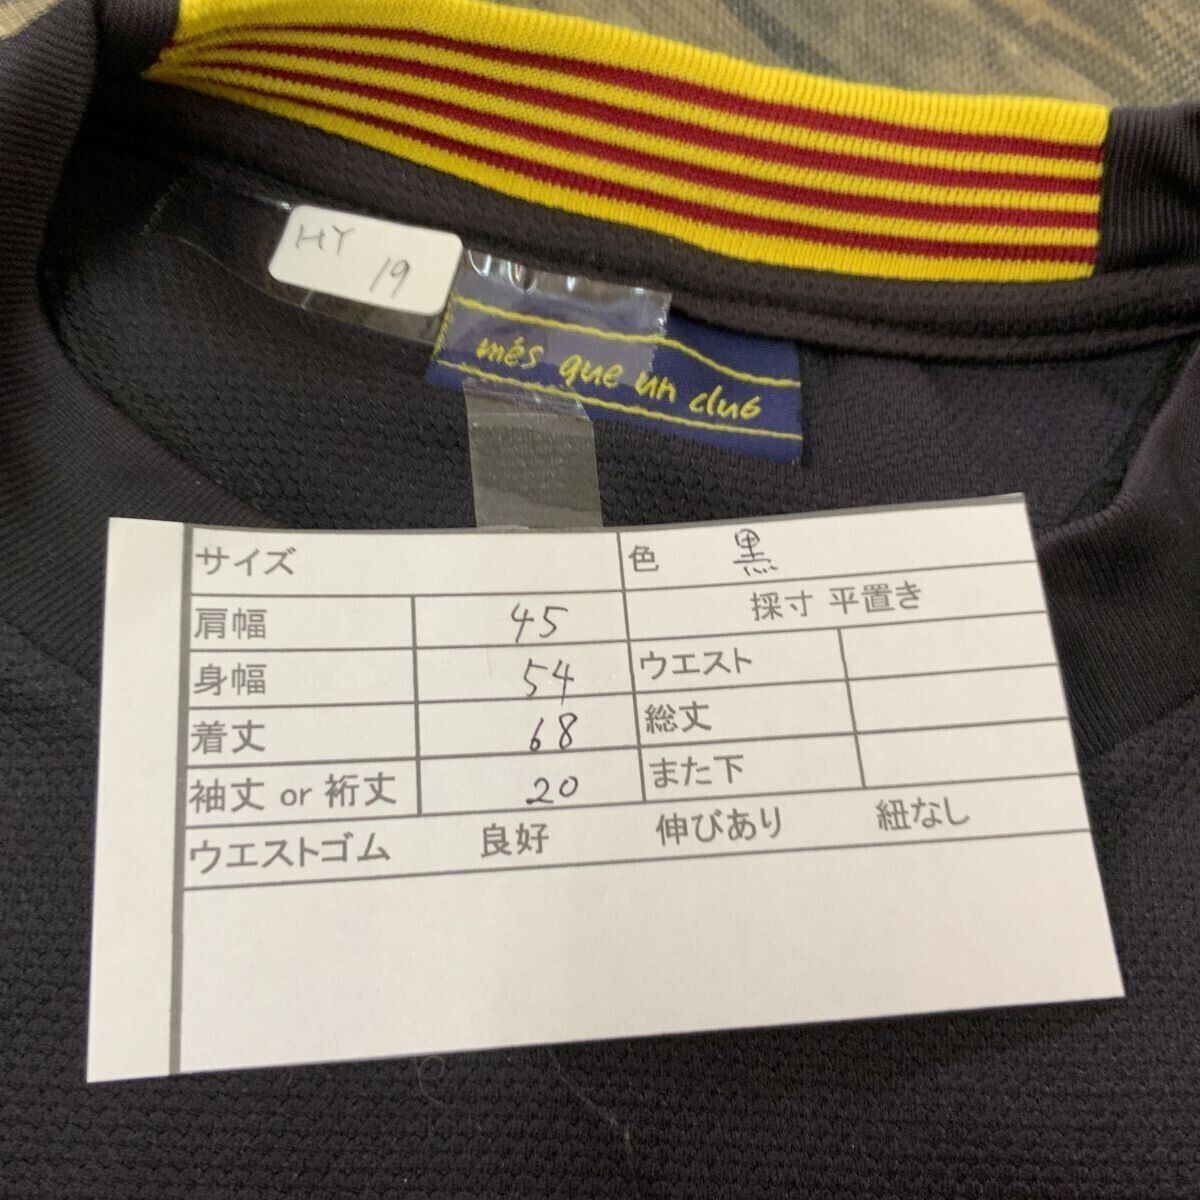 HY
19
més que un club
サイズ
色 黒
肩幅 45
採寸 平置き
身幅 54
ウエスト
着丈 68
総丈
袖丈 or 裄丈 20
また下
ウエストゴム 良好 伸びあり 紐なし